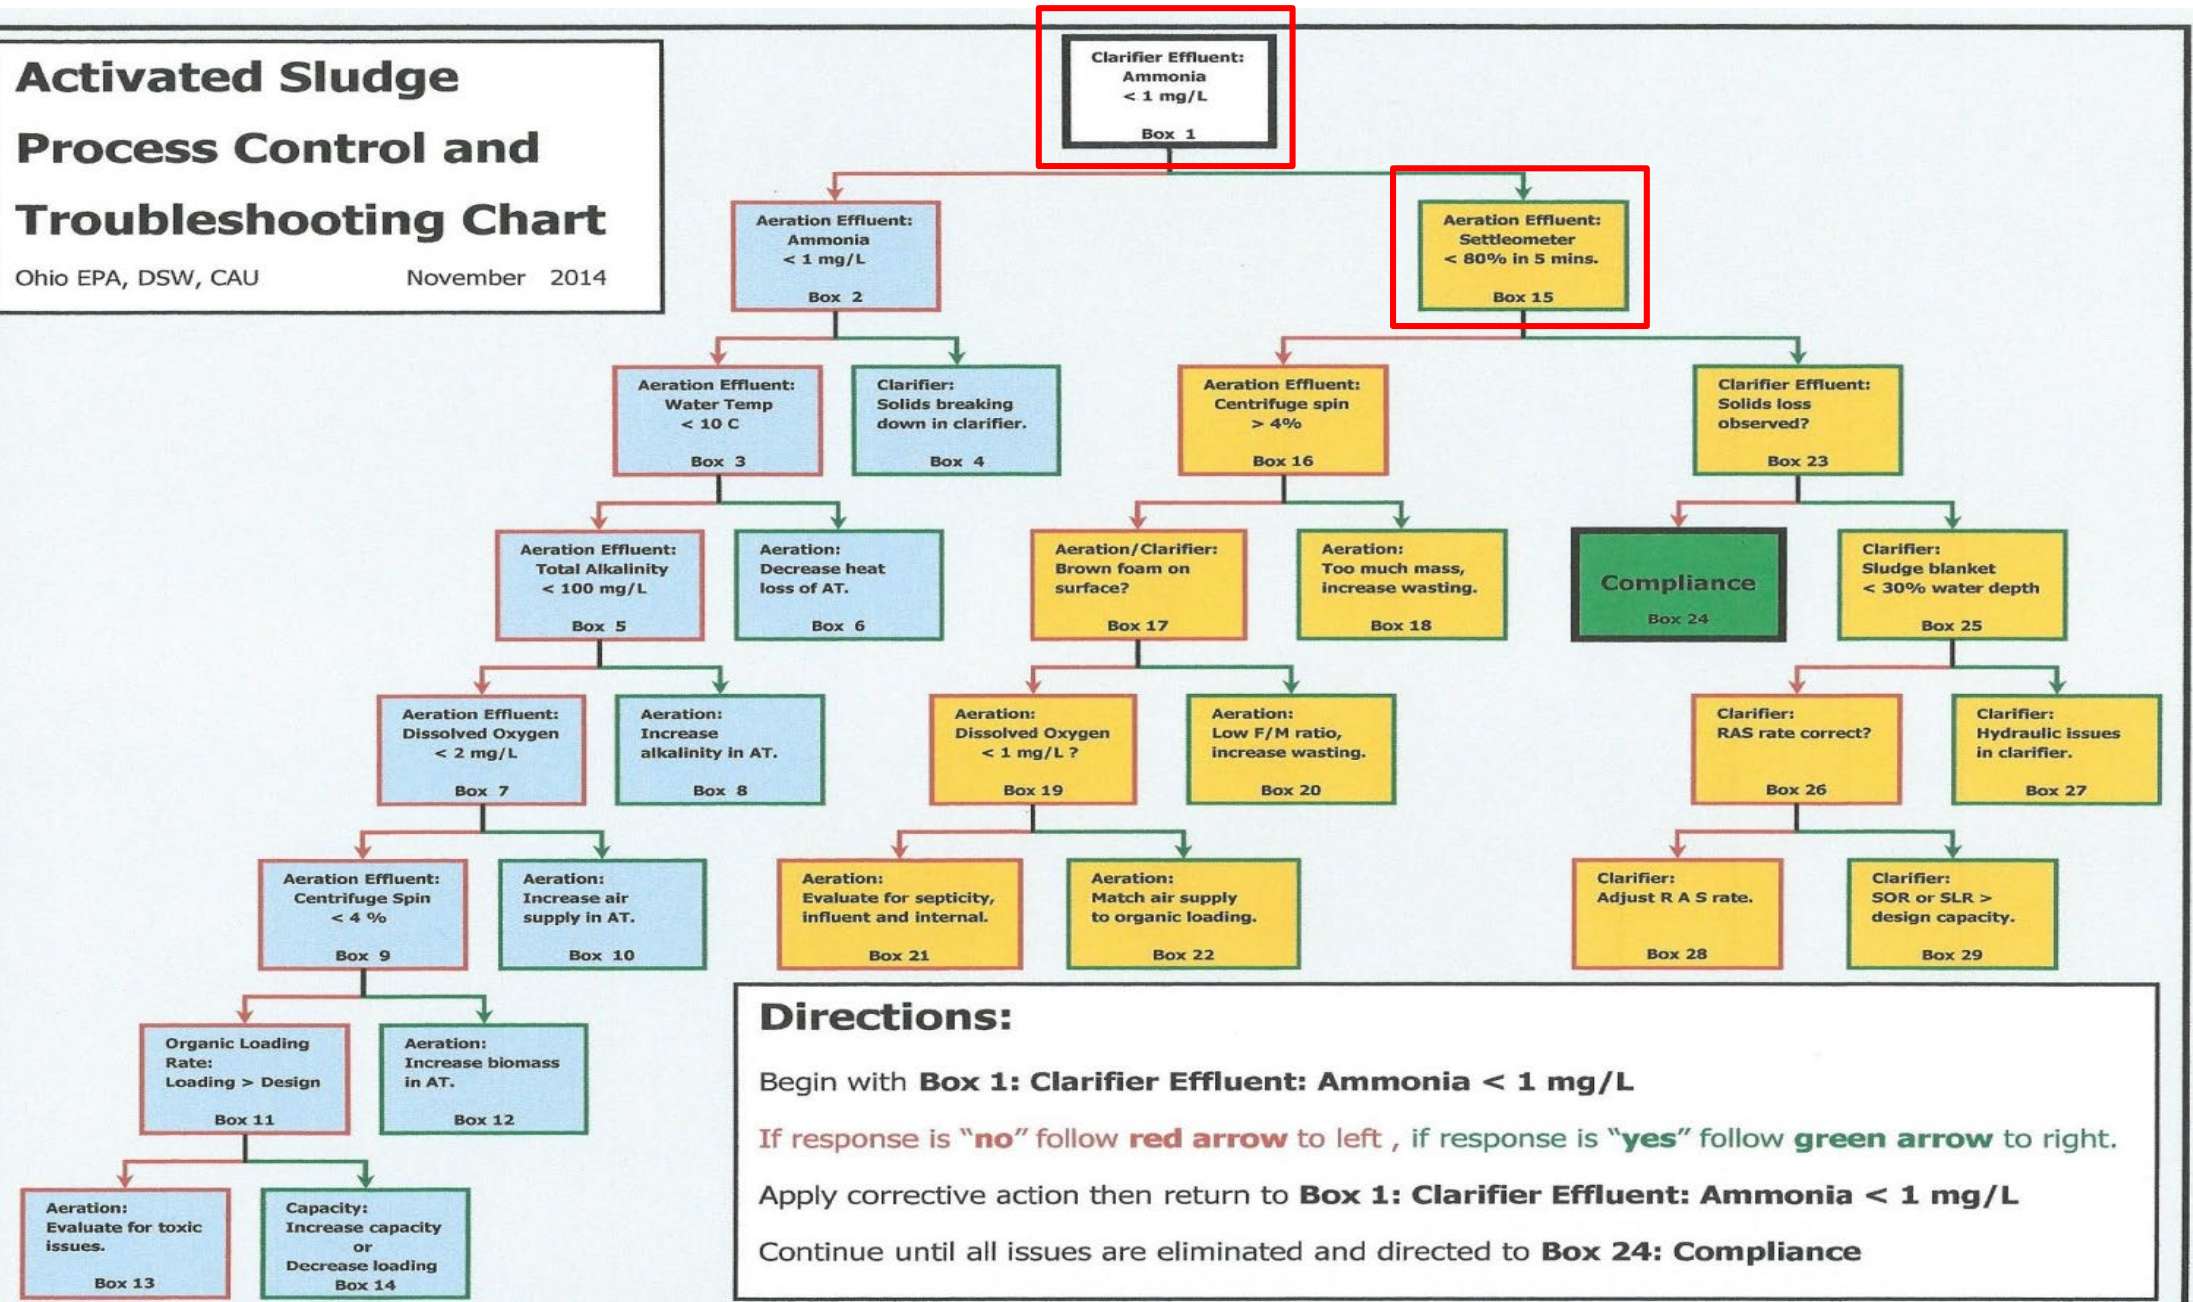 Activated Sludge
Process Control and
Troubleshooting Chart
Ohio EPA, DSW, CAU November 2014
Clarifier Effluent:
Ammonia
< 1 mg/L
Box 1
Aeration Effluent:
Ammonia
< 1 mg/L
Box 2
Aeration Effluent:
Settleometer
< 80% in 5 mins.
Box 15
Aeration Effluent:
Water Temp
< 10 C
Box 3
Clarifier:
Solids breaking
down in clarifier.
Box 4
Aeration Effluent:
Centrifuge spin
> 4%
Box 16
Clarifier Effluent:
Solids loss
observed?
Box 23
Aeration Effluent:
Total Alkalinity
< 100 mg/L
Box 5
Aeration:
Decrease heat
loss of AT.
Box 6
Aeration/Clarifier:
Brown foam on
surface?
Box 17
Aeration:
Too much mass,
increase wasting.
Box 18
Compliance
Box 24
Clarifier:
Sludge blanket
< 30% water depth
Box 25
Aeration Effluent:
Dissolved Oxygen
< 2 mg/L
Box 7
Aeration:
Increase
alkalinity in AT.
Box 8
Aeration:
Dissolved Oxygen
< 1 mg/L ?
Box 19
Aeration:
Low F/M ratio,
increase wasting.
Box 20
Clarifier:
RAS rate correct?
Box 26
Clarifier:
Hydraulic issues
in clarifier.
Box 27
Aeration Effluent:
Centrifuge Spin
< 4 %
Box 9
Aeration:
Increase air
supply in AT.
Box 10
Aeration:
Evaluate for septicity,
influent and internal.
Box 21
Aeration:
Match air supply
to organic loading.
Box 22
Clarifier:
Adjust R A S rate.
Box 28
Clarifier:
SOR or SLR >
design capacity.
Box 29
Organic Loading
Rate:
Loading > Design
Box 11
Aeration:
Increase biomass
in AT.
Box 12
Aeration:
Evaluate for toxic
issues.
Box 13
Capacity:
Increase capacity
or
Decrease loading
Box 14
Directions:
Begin with Box 1: Clarifier Effluent: Ammonia < 1 mg/L
If response is "no" follow red arrow to left , if response is "yes" follow green arrow to right.
Apply corrective action then return to Box 1: Clarifier Effluent: Ammonia < 1 mg/L
Continue until all issues are eliminated and directed to Box 24: Compliance